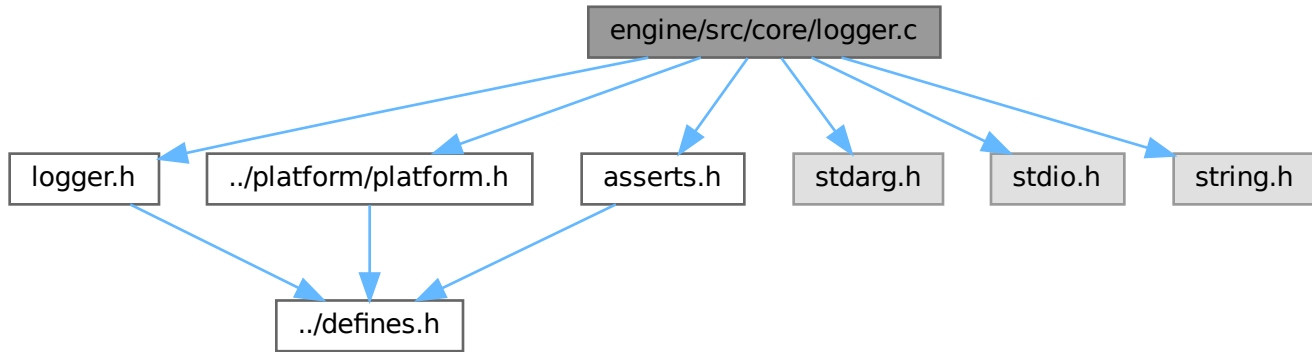 engine/src/core/logger.c
logger.h
../platform/platform.h
asserts.h
stdarg.h
stdio.h
string.h
../defines.h